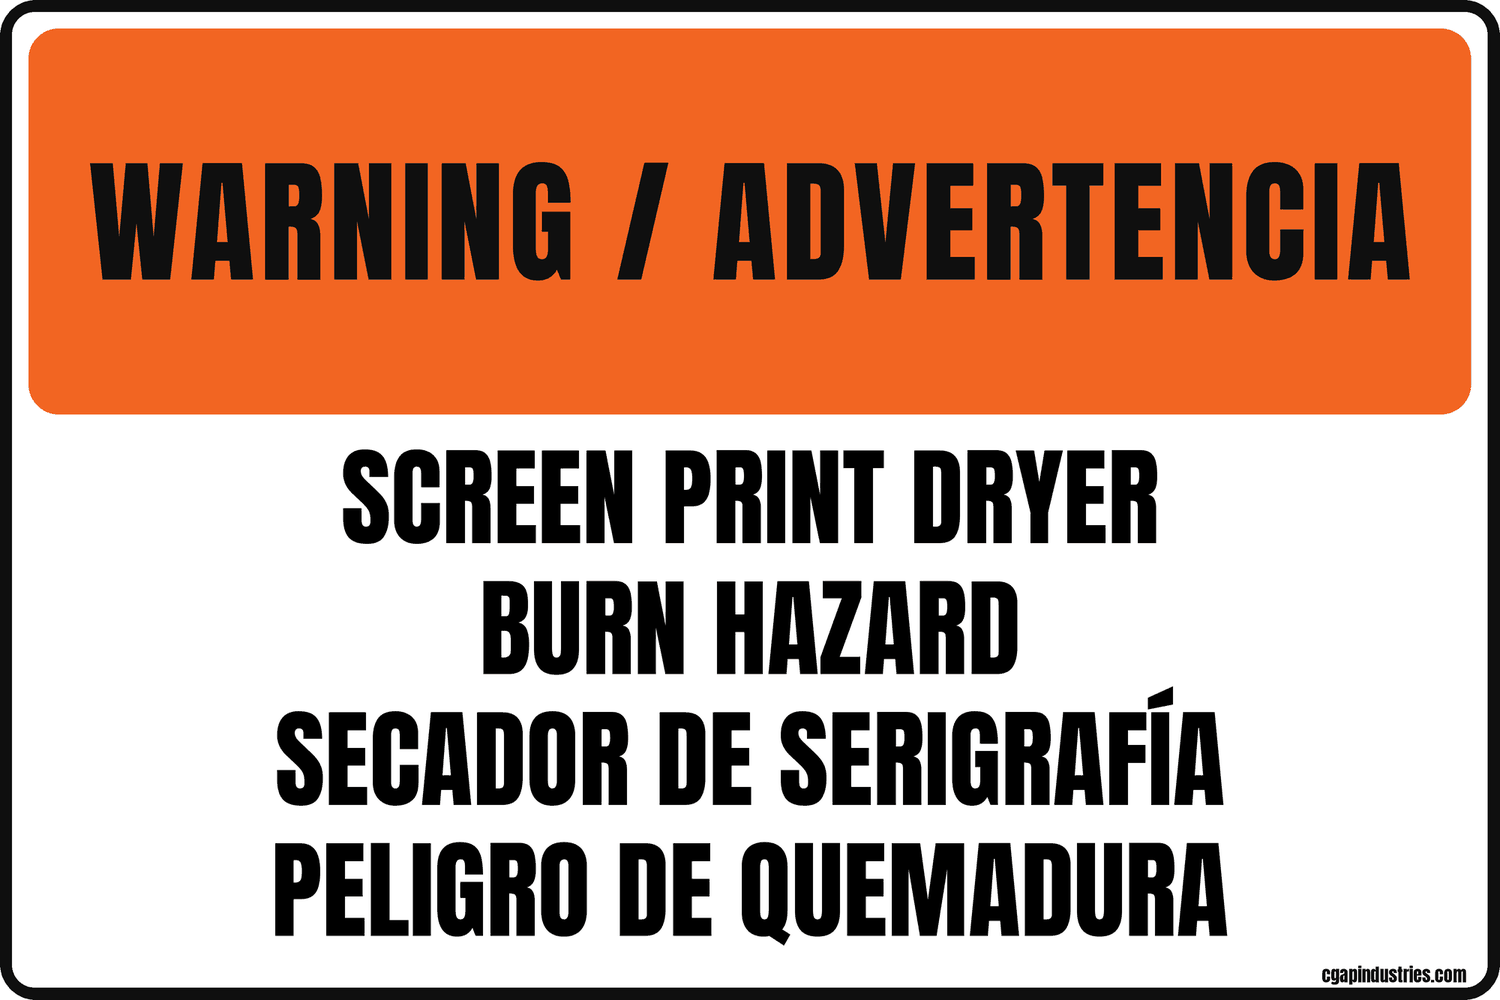 WARNING / ADVERTENCIA
SCREEN PRINT DRYER
BURN HAZARD
SECADOR DE SERIGRAFÍA
PELIGRO DE QUEMADURA
cgapindustries.com